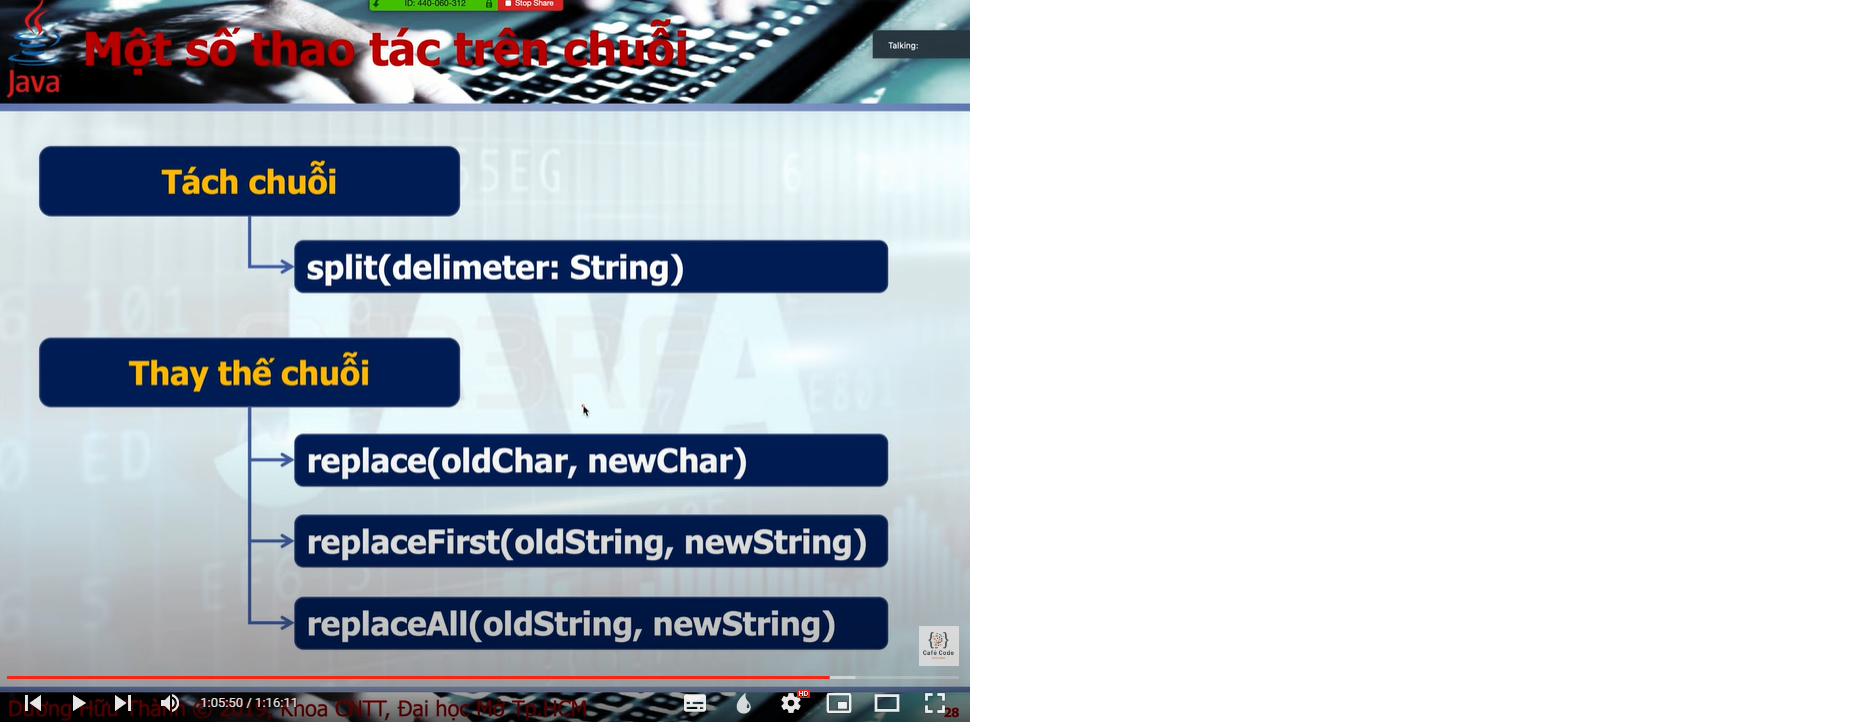 ID: 440-060-312
Stop Share
Một số thao tác trên chuỗi
Talking:
Java
Tách chuỗi
split(delimeter: String)
Thay thế chuỗi
replace(oldChar, newChar)
replaceFirst(oldString, newString)
replaceAll(oldString, newString)
Café Code
1:05:50 / 1:16:11
HD
Dương Hữu Thành © 2019, Khoa CNTT, Đại học Mở Tp.HCM
28